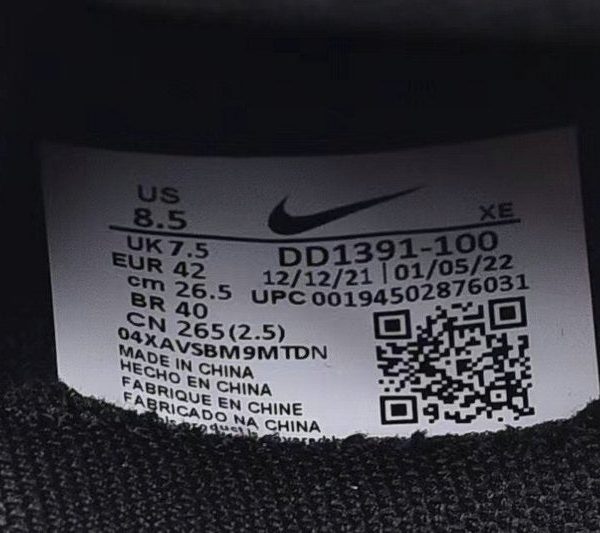 US
8.5
XE
UK 7.5
EUR 42
cm 26.5
BR 40
CN 265(2.5)
DD1391-100
12/12/21 | 01/05/22
UPC 00194502876031
04XAVSBM9MTDN
MADE IN CHINA
HECHO EN CHINA
FABRIQUE EN CHINE
FABRICADO NA CHINA
product is